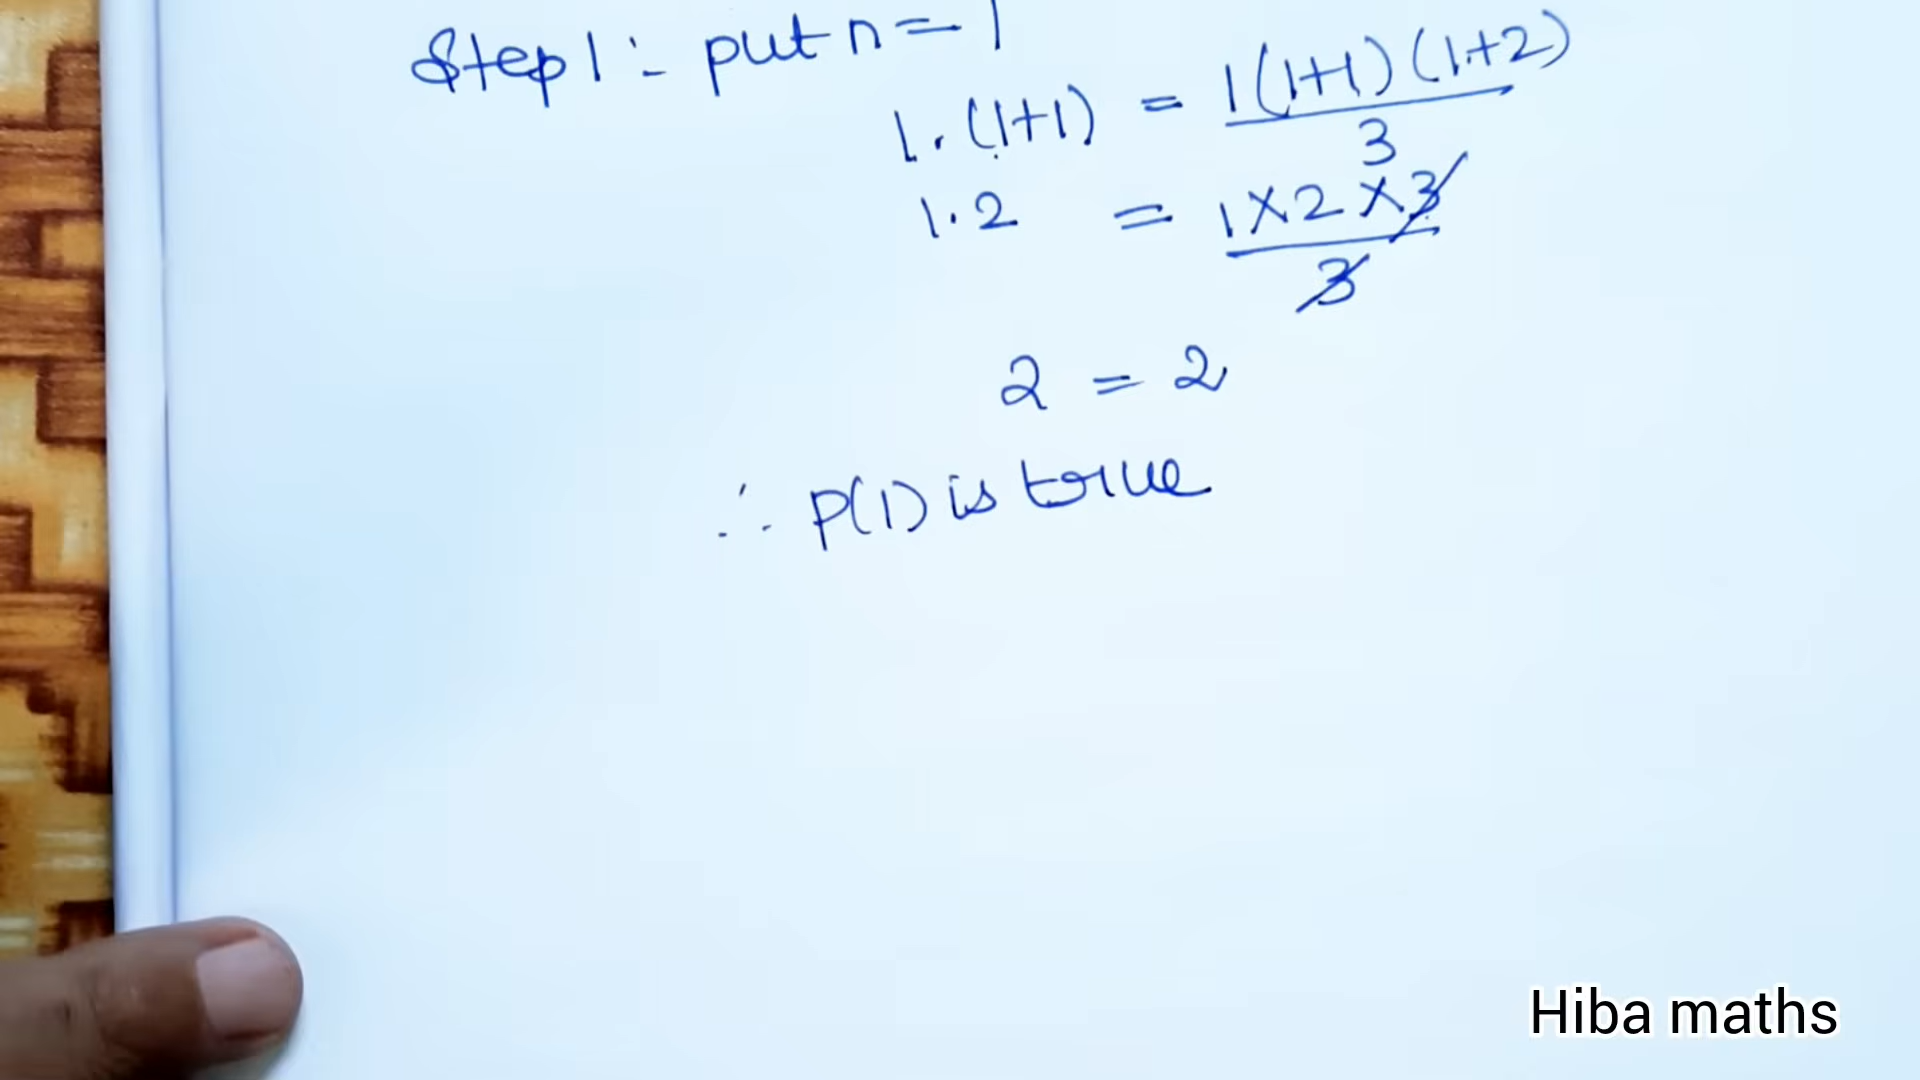 Step 1 :- put n = 1
1.(1+1) = 1(1+1)(1+2)
3
1.2 = 1×2×3
3
2 = 2
∴ P(1) is true
Hiba maths